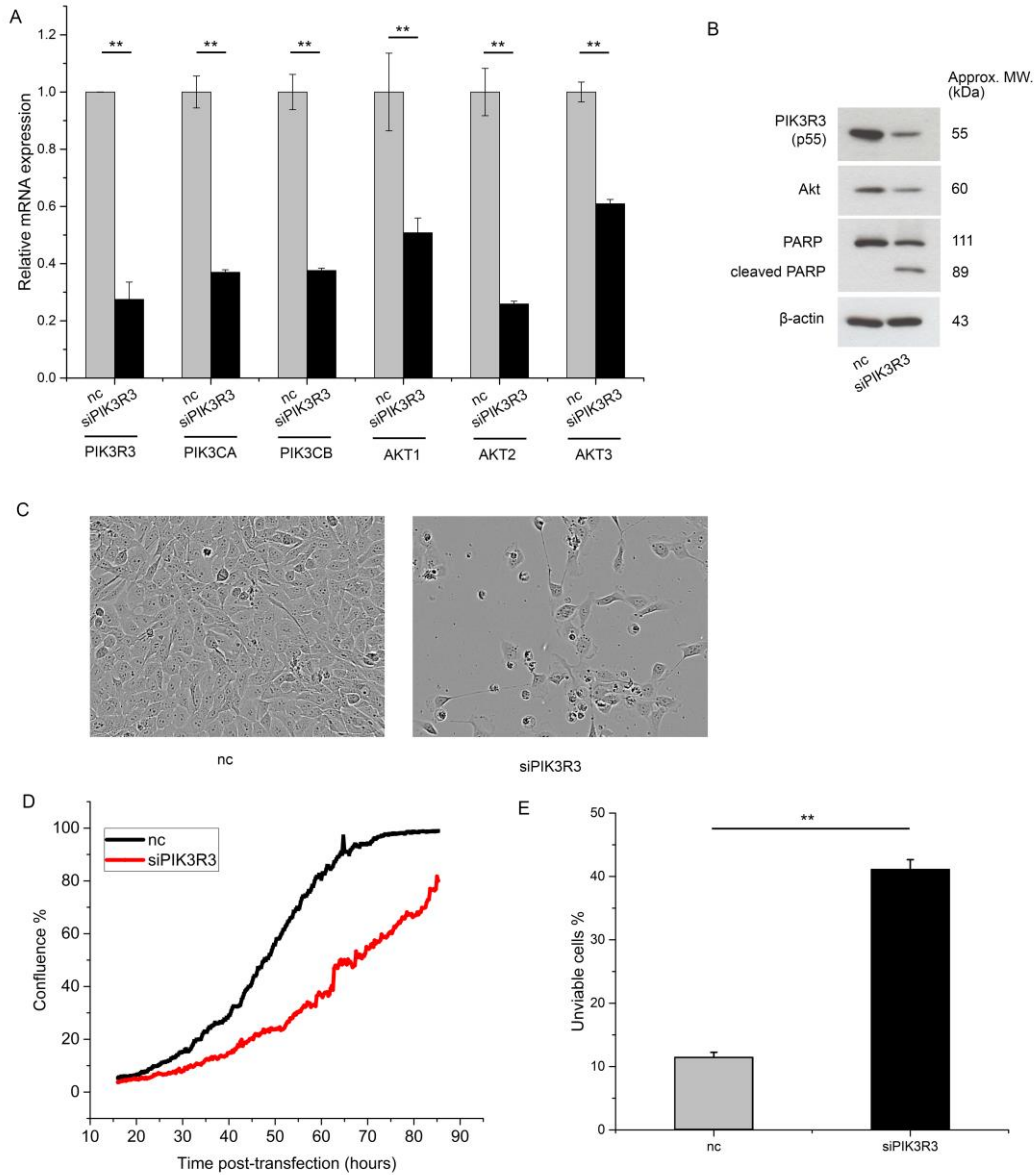 A
Relative mRNA expression
1.2
1.0
0.8
0.6
0.4
0.2
0.0
** ** ** ** ** **
nc siPIK3R3 nc siPIK3R3 nc siPIK3R3 nc siPIK3R3 nc siPIK3R3 nc siPIK3R3
PIK3R3 PIK3CA PIK3CB AKT1 AKT2 AKT3
B
Approx. MW.
(kDa)
PIK3R3
(p55)
55
Akt 60
PARP 111
cleaved PARP 89
β-actin 43
nc siPIK3R3
C
nc siPIK3R3
D
nc
siPIK3R3
Confluence %
100
80
60
40
20
0
10 20 30 40 50 60 70 80 90
Time post-transfection (hours)
E
Unviable cells %
50
40
30
20
10
0
**
nc siPIK3R3